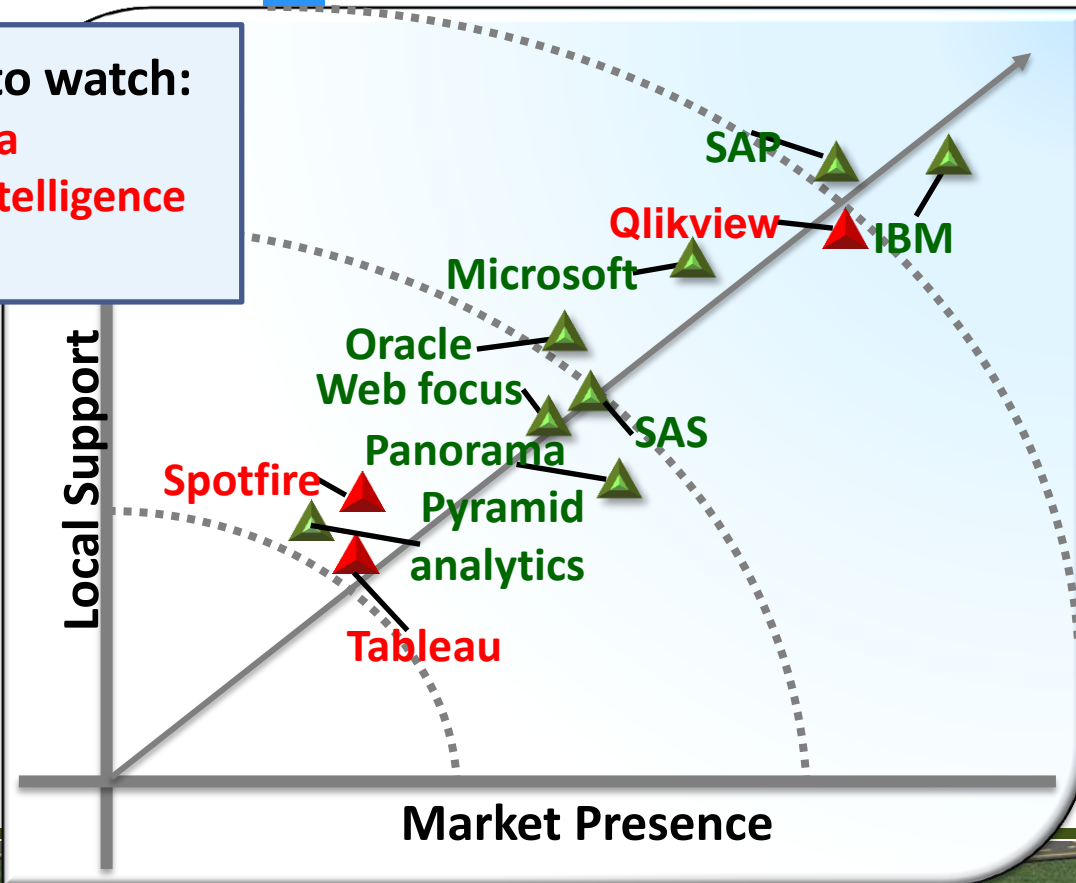 to watch:
a
telligence
SAP
Qlikview
IBM
Microsoft
Oracle
Web focus
SAS
Panorama
Spotfire
Pyramid
analytics
Tableau
Local Support
Market Presence